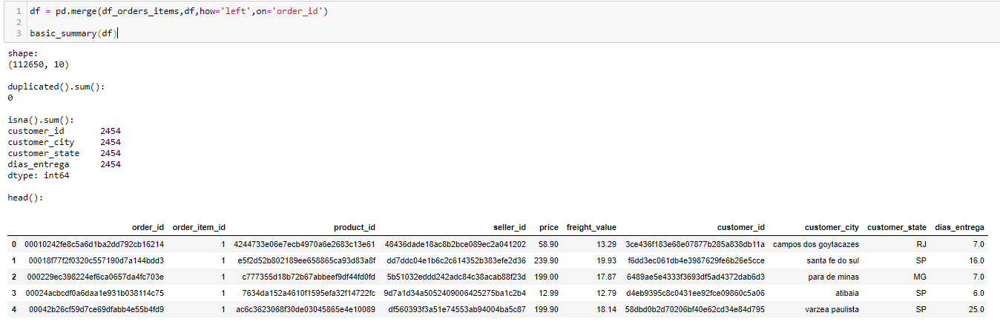 1 df = pd.merge(df_orders_items,df,how='left',on='order_id')
2
3 basic_summary(df)
shape:
(112650, 10)
duplicated().sum():
0
isna().sum():
customer_id 2454
customer_city 2454
customer_state 2454
dias_entrega 2454
dtype: int64
head():
order_id order_item_id product_id seller_id price freight_value customer_id customer_city customer_state dias_entrega
0 00010242fe8c5a6d1ba2dd792cb16214 1 4244733e06e7ecb4970a6e2683c13e61 48436dade18ac8b2bce089ec2a041202 58.90 13.29 3ce436f183e68e07877b285a838db11a campos dos goytacazes RJ 7.0
1 00018f77f2f0320c557190d7a144bdd3 1 e5f2d52b802189ee658865ca93d83a8f dd7ddc04e1b6c2c614352b383efe2d36 239.90 19.93 f6dd3ec061db4e3987629fe6b26e5cce santa fe do sul SP 16.0
2 000229ec398224ef6ca0657da4fc703e 1 c777355d18b72b67abbeef9df44fd0fd 5b51032eddd242adc84c38acab88f23d 199.00 17.87 6489ae5e4333f3693df5ad4372dab6d3 para de minas MG 7.0
3 00024acbcdf0a6daa1e931b038114c75 1 7634da152a4610f1595efa32f14722fc 9d7a1d34a5052409006425275ba1c2b4 12.99 12.79 d4eb9395c8c0431ee92fce09860c5a06 atibaia SP 6.0
4 00042b26cf59d7ce69dfabb4e55b4fd9 1 ac6c3623068f30de03045865e4e10089 df560393f3a51e74553ab94004ba5c87 199.90 18.14 58dbd0b2d70206bf40e62cd34e84d795 varzea paulista SP 25.0